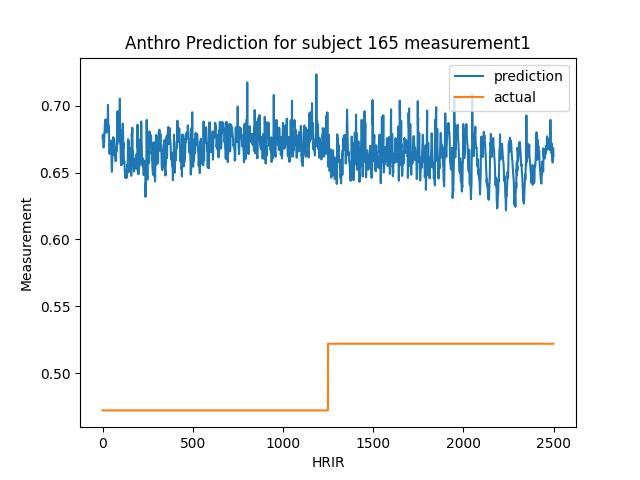 Anthro Prediction for subject 165 measurement1
prediction
actual
0.70
0.65
0.60
0.55
0.50
Measurement
0
500
1000
1500
2000
2500
HRIR